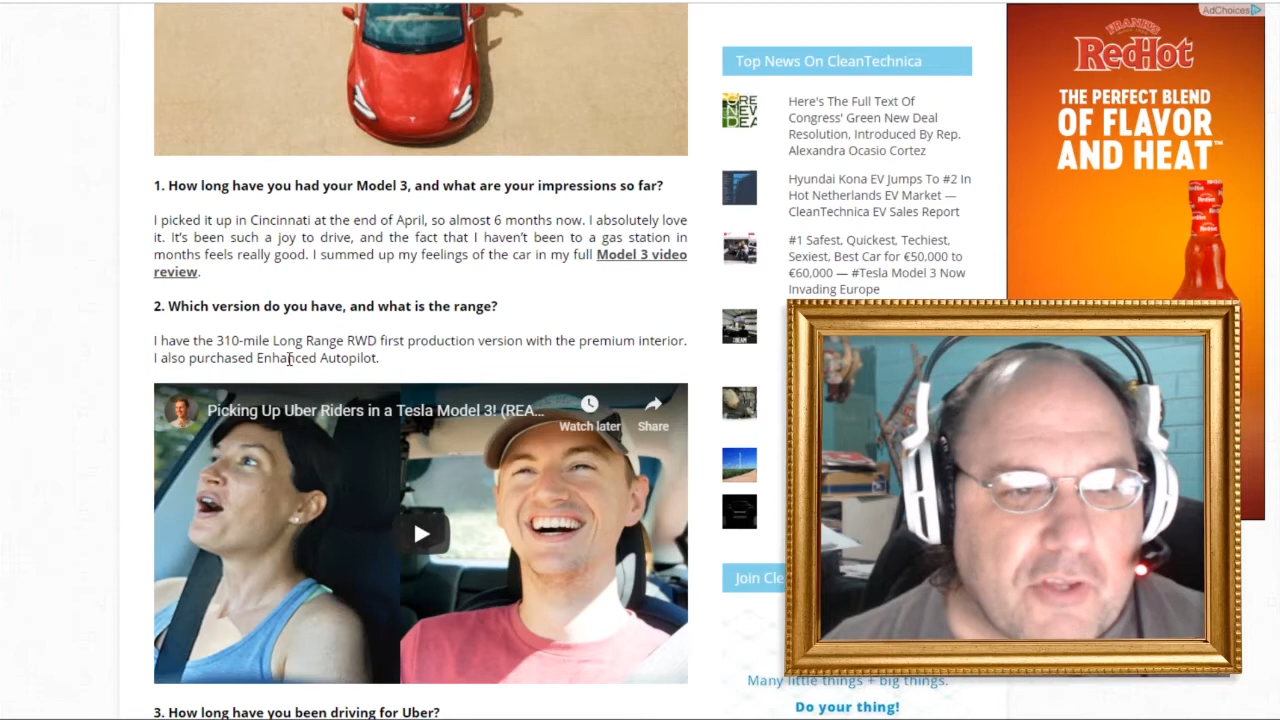 1. How long have you had your Model 3, and what are your impressions so far?
I picked it up in Cincinnati at the end of April, so almost 6 months now. I absolutely love
it. It's been such a joy to drive, and the fact that I haven't been to a gas station in
months feels really good. I summed up my feelings of the car in my full Model 3 video
review.
2. Which version do you have, and what is the range?
I have the 310-mile Long Range RWD first production version with the premium interior.
I also purchased Enhanced Autopilot.
Picking Up Uber Riders in a Tesla Model 3! (REA...
Watch later
Share
3. How long have you been driving for Uber?
Top News On CleanTechnica
Here's The Full Text Of
Congress' Green New Deal
Resolution, Introduced By Rep.
Alexandra Ocasio Cortez
Hyundai Kona EV Jumps To #2 In
Hot Netherlands EV Market —
CleanTechnica EV Sales Report
#1 Safest, Quickest, Techiest,
Sexiest, Best Car for €50,000 to
€60,000 — #Tesla Model 3 Now
Invading Europe
Join Cle
Many little things + big things.
Do your thing!
AdChoices
FRANK'S
RedHot
THE PERFECT BLEND
OF FLAVOR
AND HEAT™